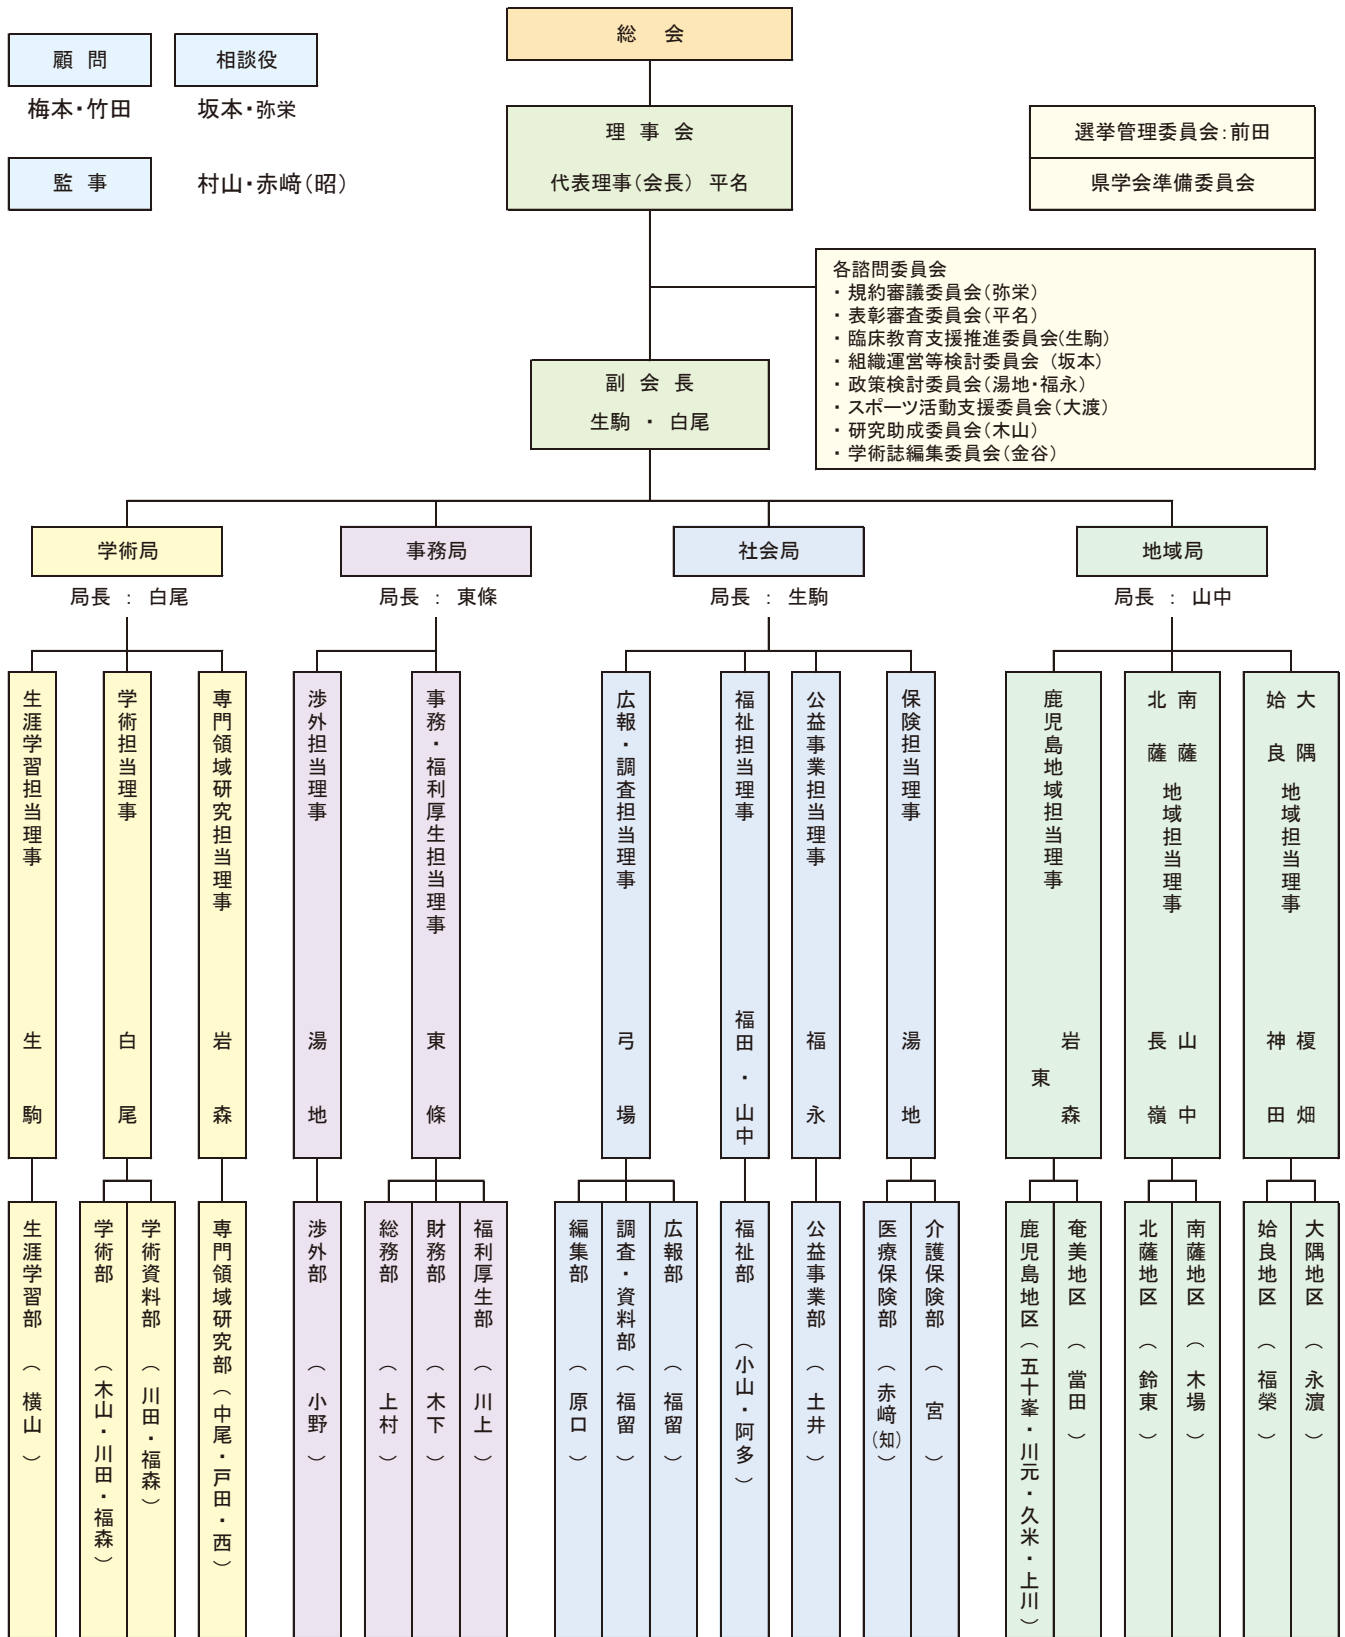 総 会
顧 問
相談役
梅本・竹田
坂本・弥栄
監 事
村山・赤﨑(昭)
理 事 会
代表理事(会長) 平名
選挙管理委員会:前田
県学会準備委員会
各諮問委員会
・規約審議委員会(弥栄)
・表彰審査委員会(平名)
・臨床教育支援推進委員会(生駒)
・組織運営等検討委員会 (坂本)
・政策検討委員会(湯地・福永)
・スポーツ活動支援委員会(大渡)
・研究助成委員会(木山)
・学術誌編集委員会(金谷)
副 会 長
生駒 ・ 白尾
学術局
局長 : 白尾
事務局
局長 : 東條
社会局
局長 : 生駒
地域局
局長 : 山中
生涯学習担当理事 生駒
学術担当理事 白尾
専門領域研究担当理事 岩森
渉外担当理事 湯地
事務・福利厚生担当理事 東條
広報・調査担当理事 弓場
福祉担当理事 福田・山中
公益事業担当理事 福永
保険担当理事 湯地
鹿児島地域担当理事 岩森 東
南薩
北薩
地域担当理事
山中
長嶺
大隅
姶良
地域担当理事
榎畑
神田
生涯学習部 (横山)
学術部 (木山・川田・福森)
学術資料部 (川田・福森)
専門領域研究部 (中尾・戸田・西)
渉外部 (小野)
総務部 (上村)
財務部 (木下)
福利厚生部 (川上)
編集部 (原口)
調査・資料部 (福留)
広報部 (福留)
福祉部 (小山・阿多)
公益事業部 (土井)
医療保険部 (赤﨑(知))
介護保険部 (宮)
鹿児島地区 (五十峯・川元・久米・上川)
奄美地区 (當田)
北薩地区 (鈴東)
南薩地区 (木場)
姶良地区 (福榮)
大隅地区 (永濵)